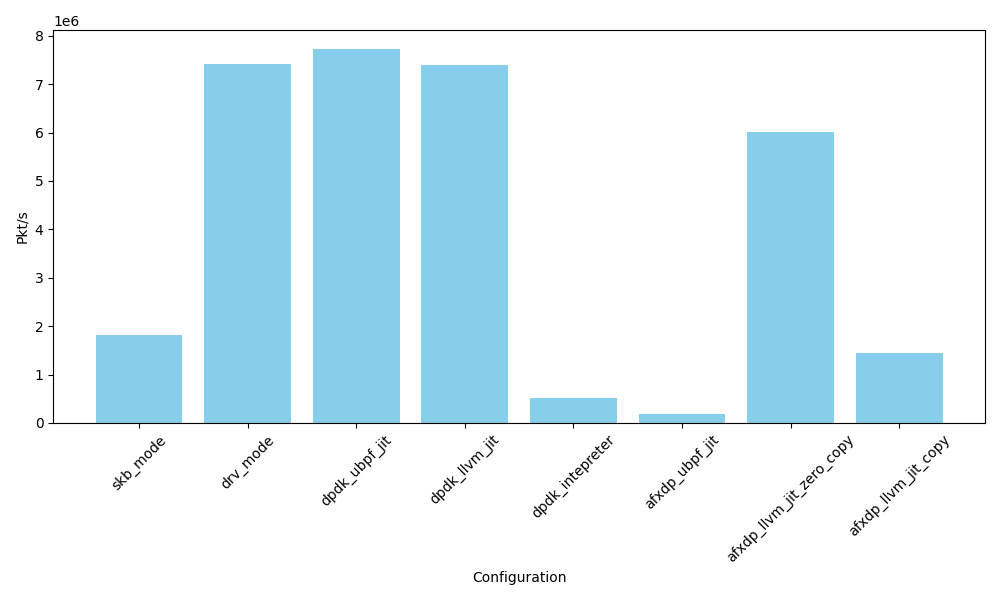 1e6
8
7
6
5
4
3
2
1
0
Pkt/s
skb_mode
drv_mode
dpdk_ubpf_jit
dpdk_llvm_jit
dpdk_intepreter
afxdp_ubpf_jit
afxdp_llvm_jit_zero_copy
afxdp_llvm_jit_copy
Configuration